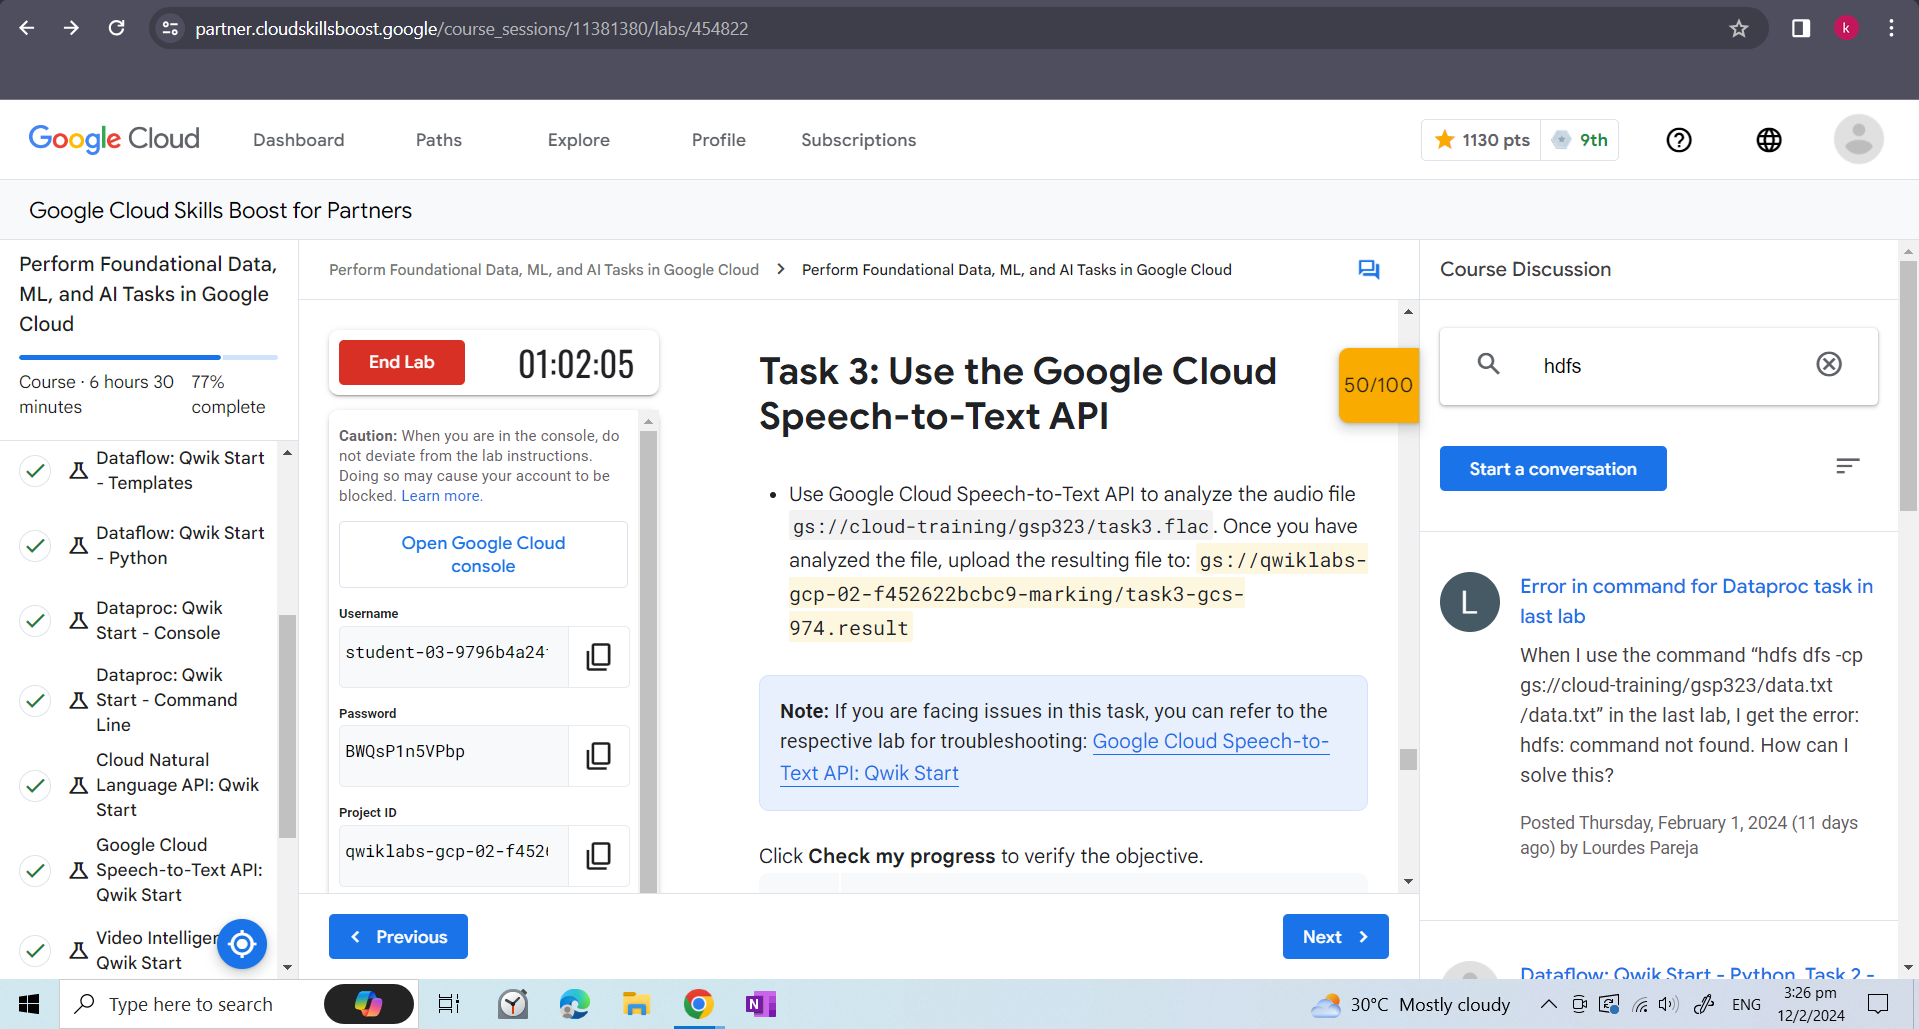 partner.cloudskillsboost.google/course_sessions/11381380/labs/454822
k
Google Cloud
Dashboard
Paths
Explore
Profile
Subscriptions
1130 pts
9th
Google Cloud Skills Boost for Partners
Perform Foundational Data,
ML, and AI Tasks in Google
Cloud
Course · 6 hours 30
minutes
77%
complete
Dataflow: Qwik Start
- Templates
Dataflow: Qwik Start
- Python
Dataproc: Qwik
Start - Console
Dataproc: Qwik
Start - Command
Line
Cloud Natural
Language API: Qwik
Start
Google Cloud
Speech-to-Text API:
Qwik Start
Video Intelliger
Qwik Start
Perform Foundational Data, ML, and AI Tasks in Google Cloud
Perform Foundational Data, ML, and AI Tasks in Google Cloud
End Lab
01:02:05
Caution: When you are in the console, do
not deviate from the lab instructions.
Doing so may cause your account to be
blocked. Learn more.
Open Google Cloud
console
Username
student-03-9796b4a24
Password
BWQsP1n5VPbp
Project ID
qwiklabs-gcp-02-f452
Task 3: Use the Google Cloud
Speech-to-Text API
50/100
• Use Google Cloud Speech-to-Text API to analyze the audio file
gs://cloud-training/gsp323/task3.flac. Once you have
analyzed the file, upload the resulting file to: gs://qwiklabs-
gcp-02-f452622bcbc9-marking/task3-gcs-
974.result
Note: If you are facing issues in this task, you can refer to the
respective lab for troubleshooting: Google Cloud Speech-to-
Text API: Qwik Start
Click Check my progress to verify the objective.
Previous
Next
Course Discussion
hdfs
Start a conversation
L
Error in command for Dataproc task in
last lab
When I use the command “hdfs dfs -cp
gs://cloud-training/gsp323/data.txt
/data.txt” in the last lab, I get the error:
hdfs: command not found. How can I
solve this?
Posted Thursday, February 1, 2024 (11 days
ago) by Lourdes Pareja
Dataflow: Qwik Start - Python, Task 2 -
Type here to search
N
30°C Mostly cloudy
ENG
3:26 pm
12/2/2024